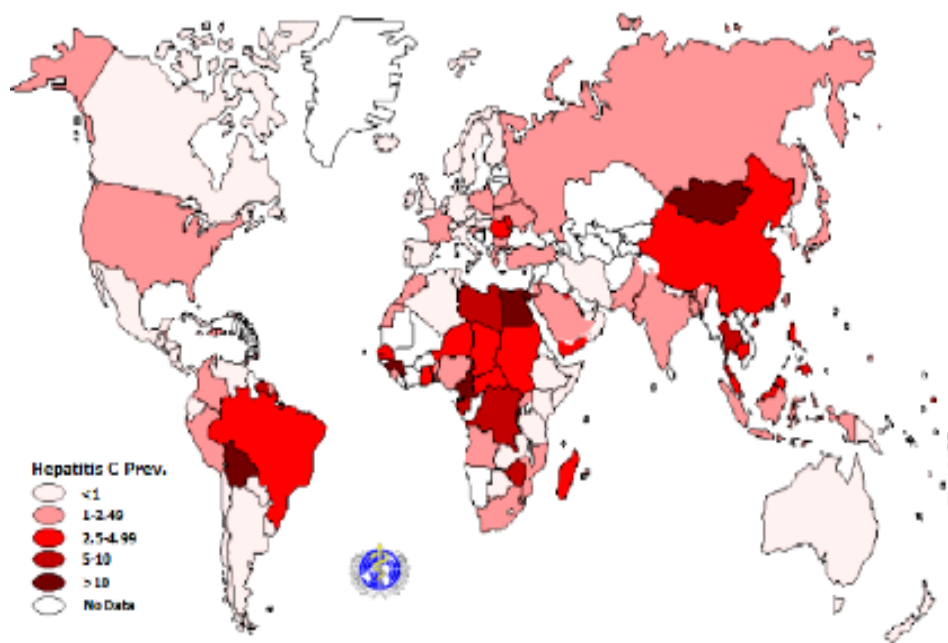 Hepatitis C Prev.
<1
1-2.49
2.5-4.99
5-10
>10
No Data